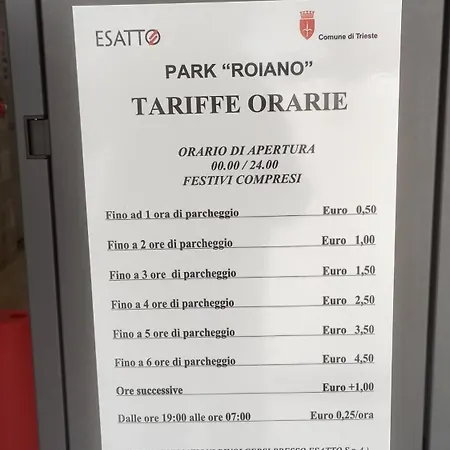 ESATTO
Comune di Trieste
PARK “ROIANO”
TARIFFE ORARIE
ORARIO DI APERTURA
00.00 / 24.00
FESTIVI COMPRESI
Fino ad 1 ora di parcheggio Euro 0,50
Fino a 2 ore di parcheggio Euro 1,00
Fino a 3 ore di parcheggio Euro 1,50
Fino a 4 ore di parcheggio Euro 2,50
Fino a 5 ore di parcheggio Euro 3,50
Fino a 6 ore di parcheggio Euro 4,50
Ore successive Euro +1,00
Dalle ore 19:00 alle ore 07:00 Euro 0,25/ora